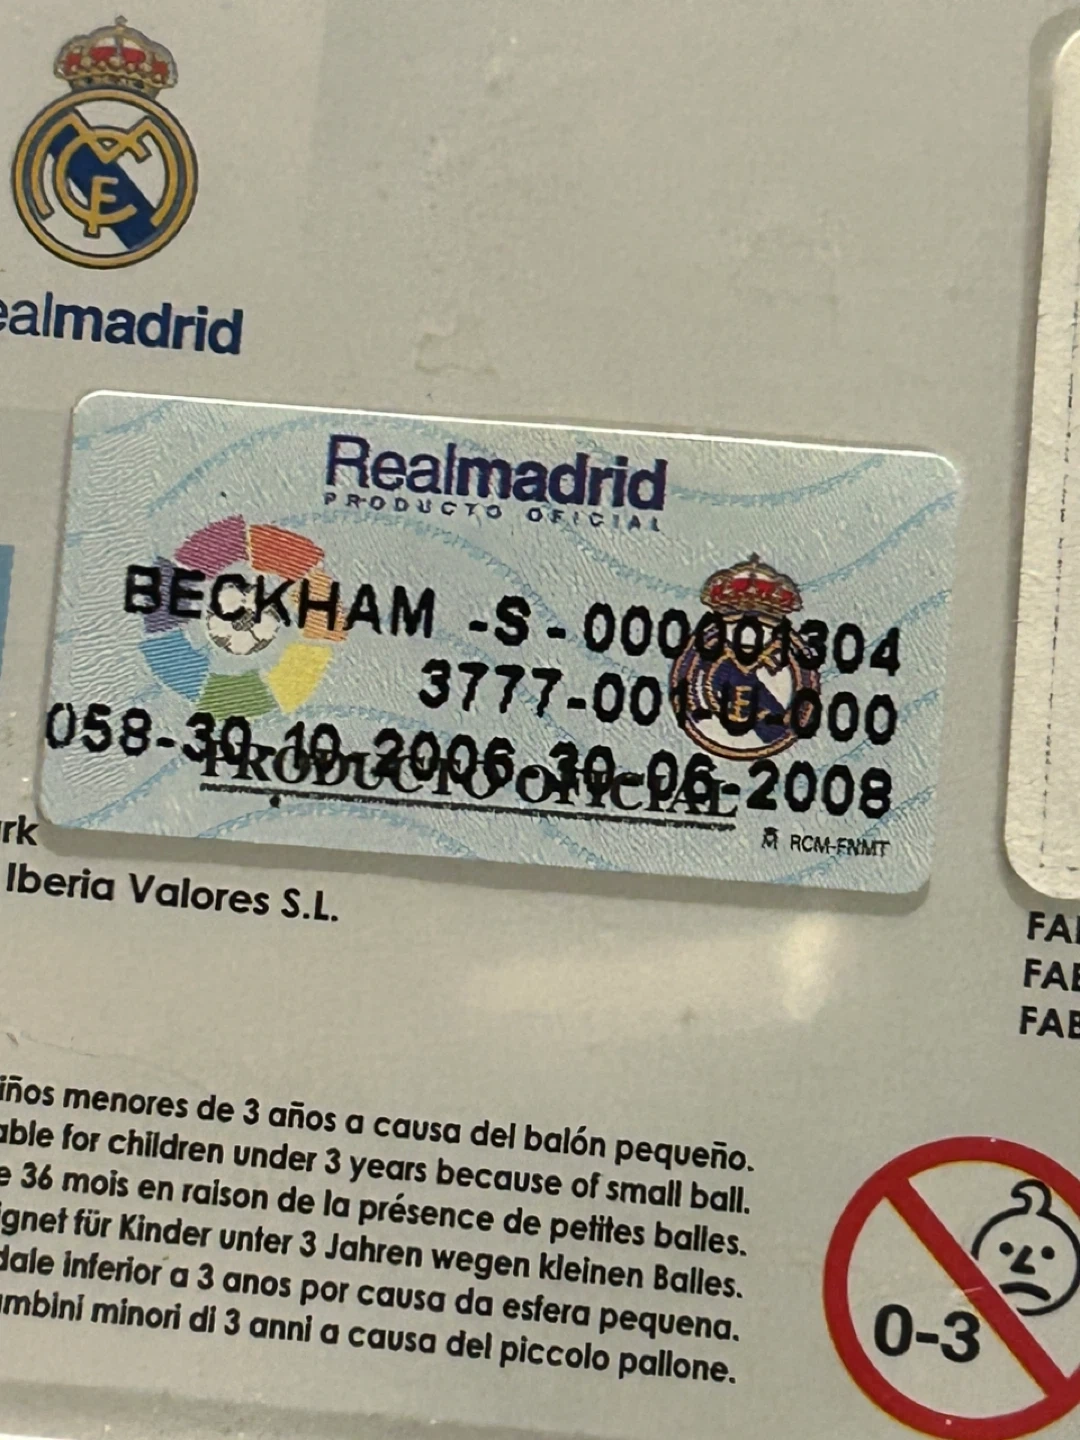 ealmadrid
Realmadrid
PRODUCTO OFICIAL
BECKHAM -S-000001304
3777-001-U-000
058-30-10-2006-30-06-2008
PRODUCTO OFICIAL
RCM-FNMT
rk
Iberia Valores S.L.
FA
FAB
FAB
iños menores de 3 años a causa del balón pequeño.
able for children under 3 years because of small ball.
e 36 mois en raison de la présence de petites balles.
ignet für Kinder unter 3 Jahren wegen kleinen Balles.
dale inferior a 3 anos por causa da esfera pequena.
ambini minori di 3 anni a causa del piccolo pallone.
0-3